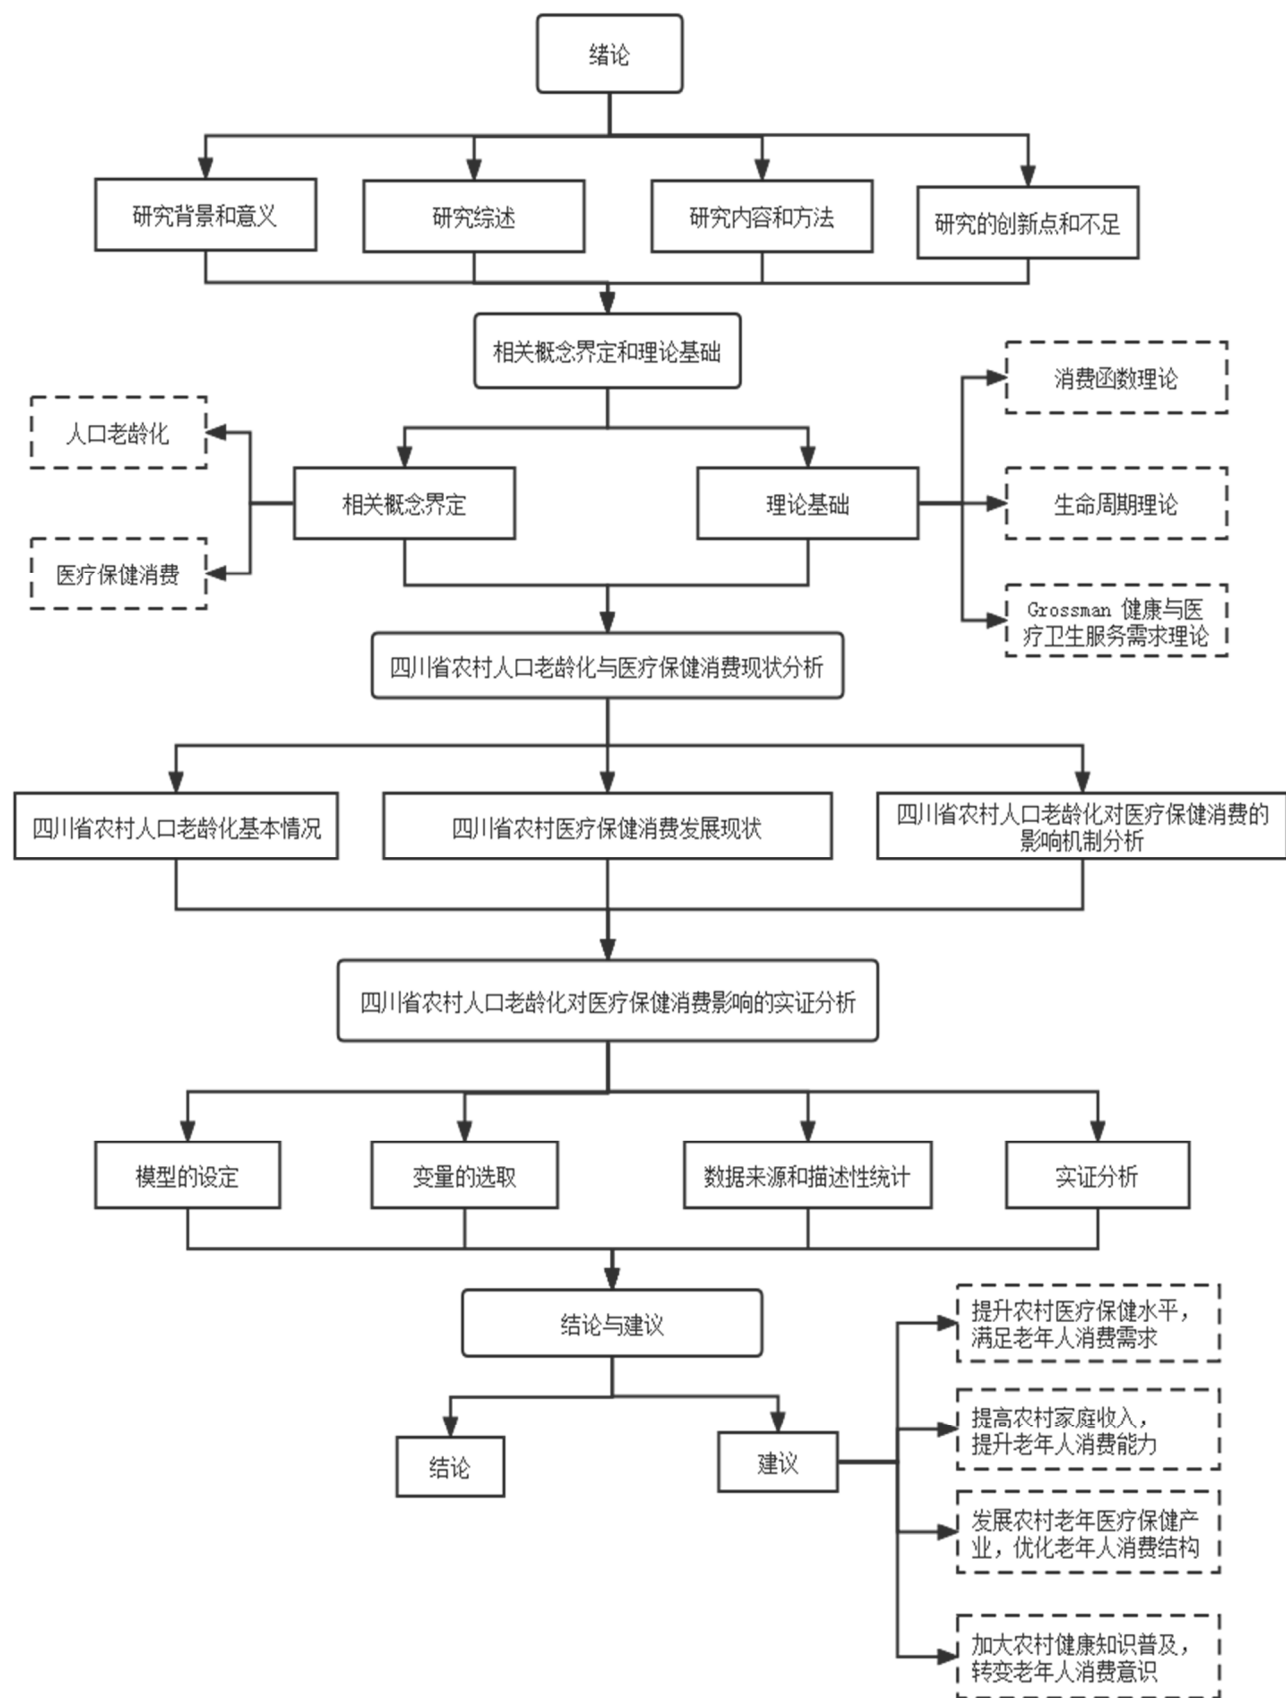 绪论
研究背景和意义
研究综述
研究内容和方法
研究的创新点和不足
相关概念界定和理论基础
消费函数理论
人口老龄化
相关概念界定
理论基础
生命周期理论
医疗保健消费
Grossman 健康与医
疗卫生服务需求理论
四川省农村人口老龄化与医疗保健消费现状分析
四川省农村人口老龄化基本情况
四川省农村医疗保健消费发展现状
四川省农村人口老龄化对医疗保健消费的
影响机制分析
四川省农村人口老龄化对医疗保健消费影响的实证分析
模型的设定
变量的选取
数据来源和描述性统计
实证分析
结论与建议
提升农村医疗保健水平，
满足老年人消费需求
提高农村家庭收入，
提升老年人消费能力
结论
建议
发展农村老年医疗保健产
业，优化老年人消费结构
加大农村健康知识普及，
转变老年人消费意识